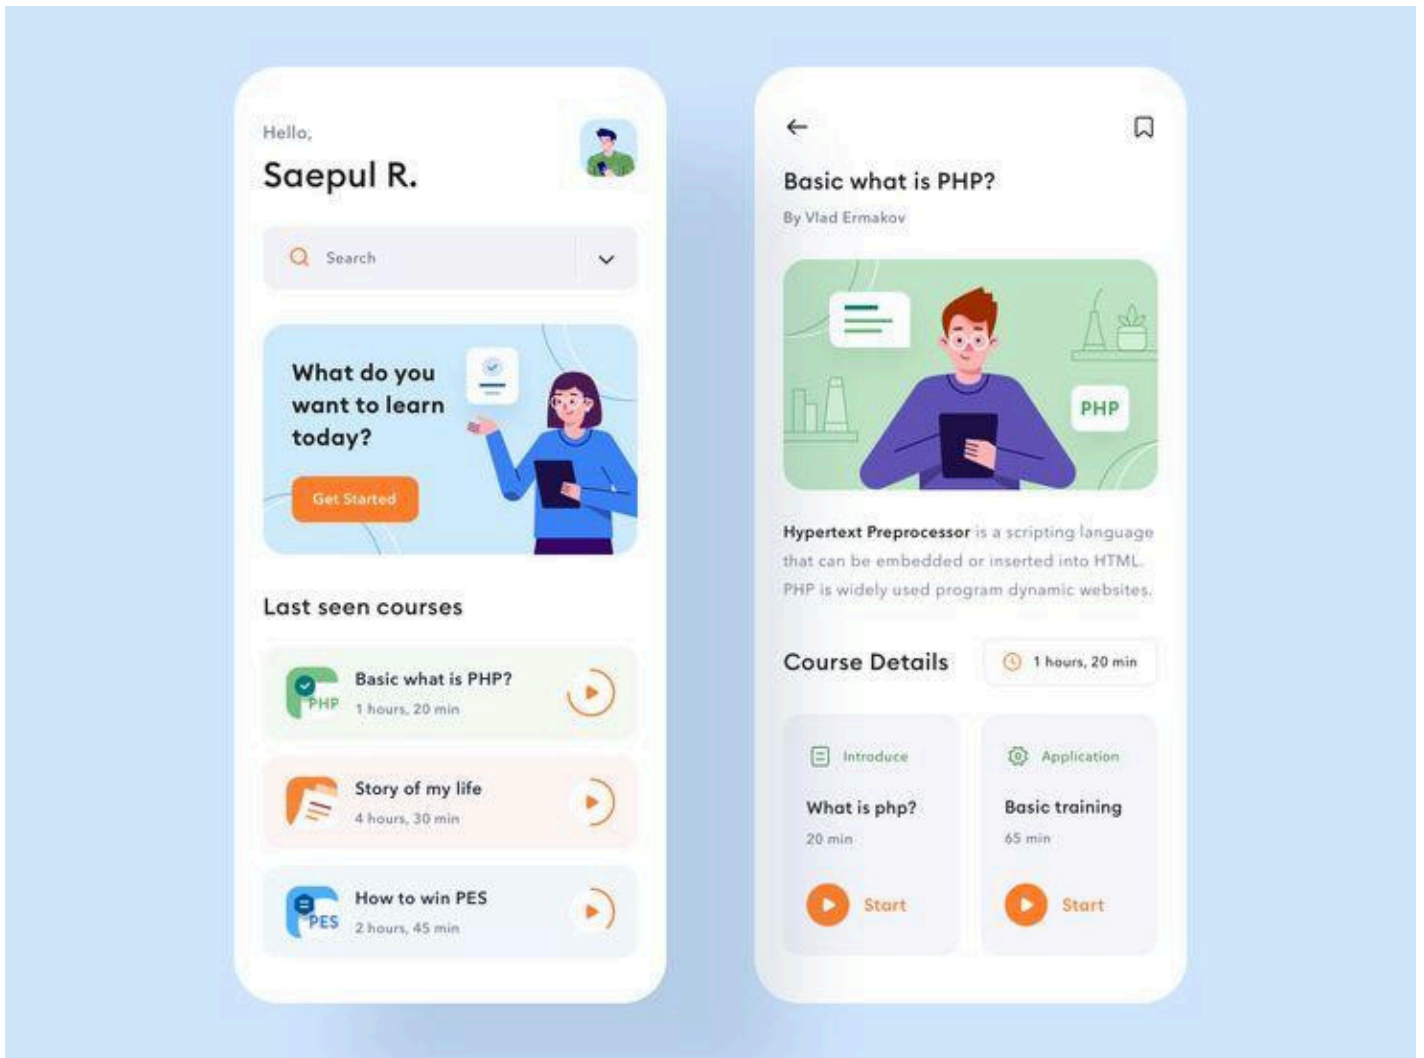 Hello,
Saepul R.
Search
What do you
want to learn
today?
Get Started
Last seen courses
PHP
Basic what is PHP?
1 hours, 20 min
Story of my life
4 hours, 30 min
PES
How to win PES
2 hours, 45 min
Basic what is PHP?
By Vlad Ermakov
PHP
Hypertext Preprocessor is a scripting language
that can be embedded or inserted into HTML.
PHP is widely used program dynamic websites.
Course Details
1 hours, 20 min
Introduce
What is php?
20 min
Start
Application
Basic training
65 min
Start